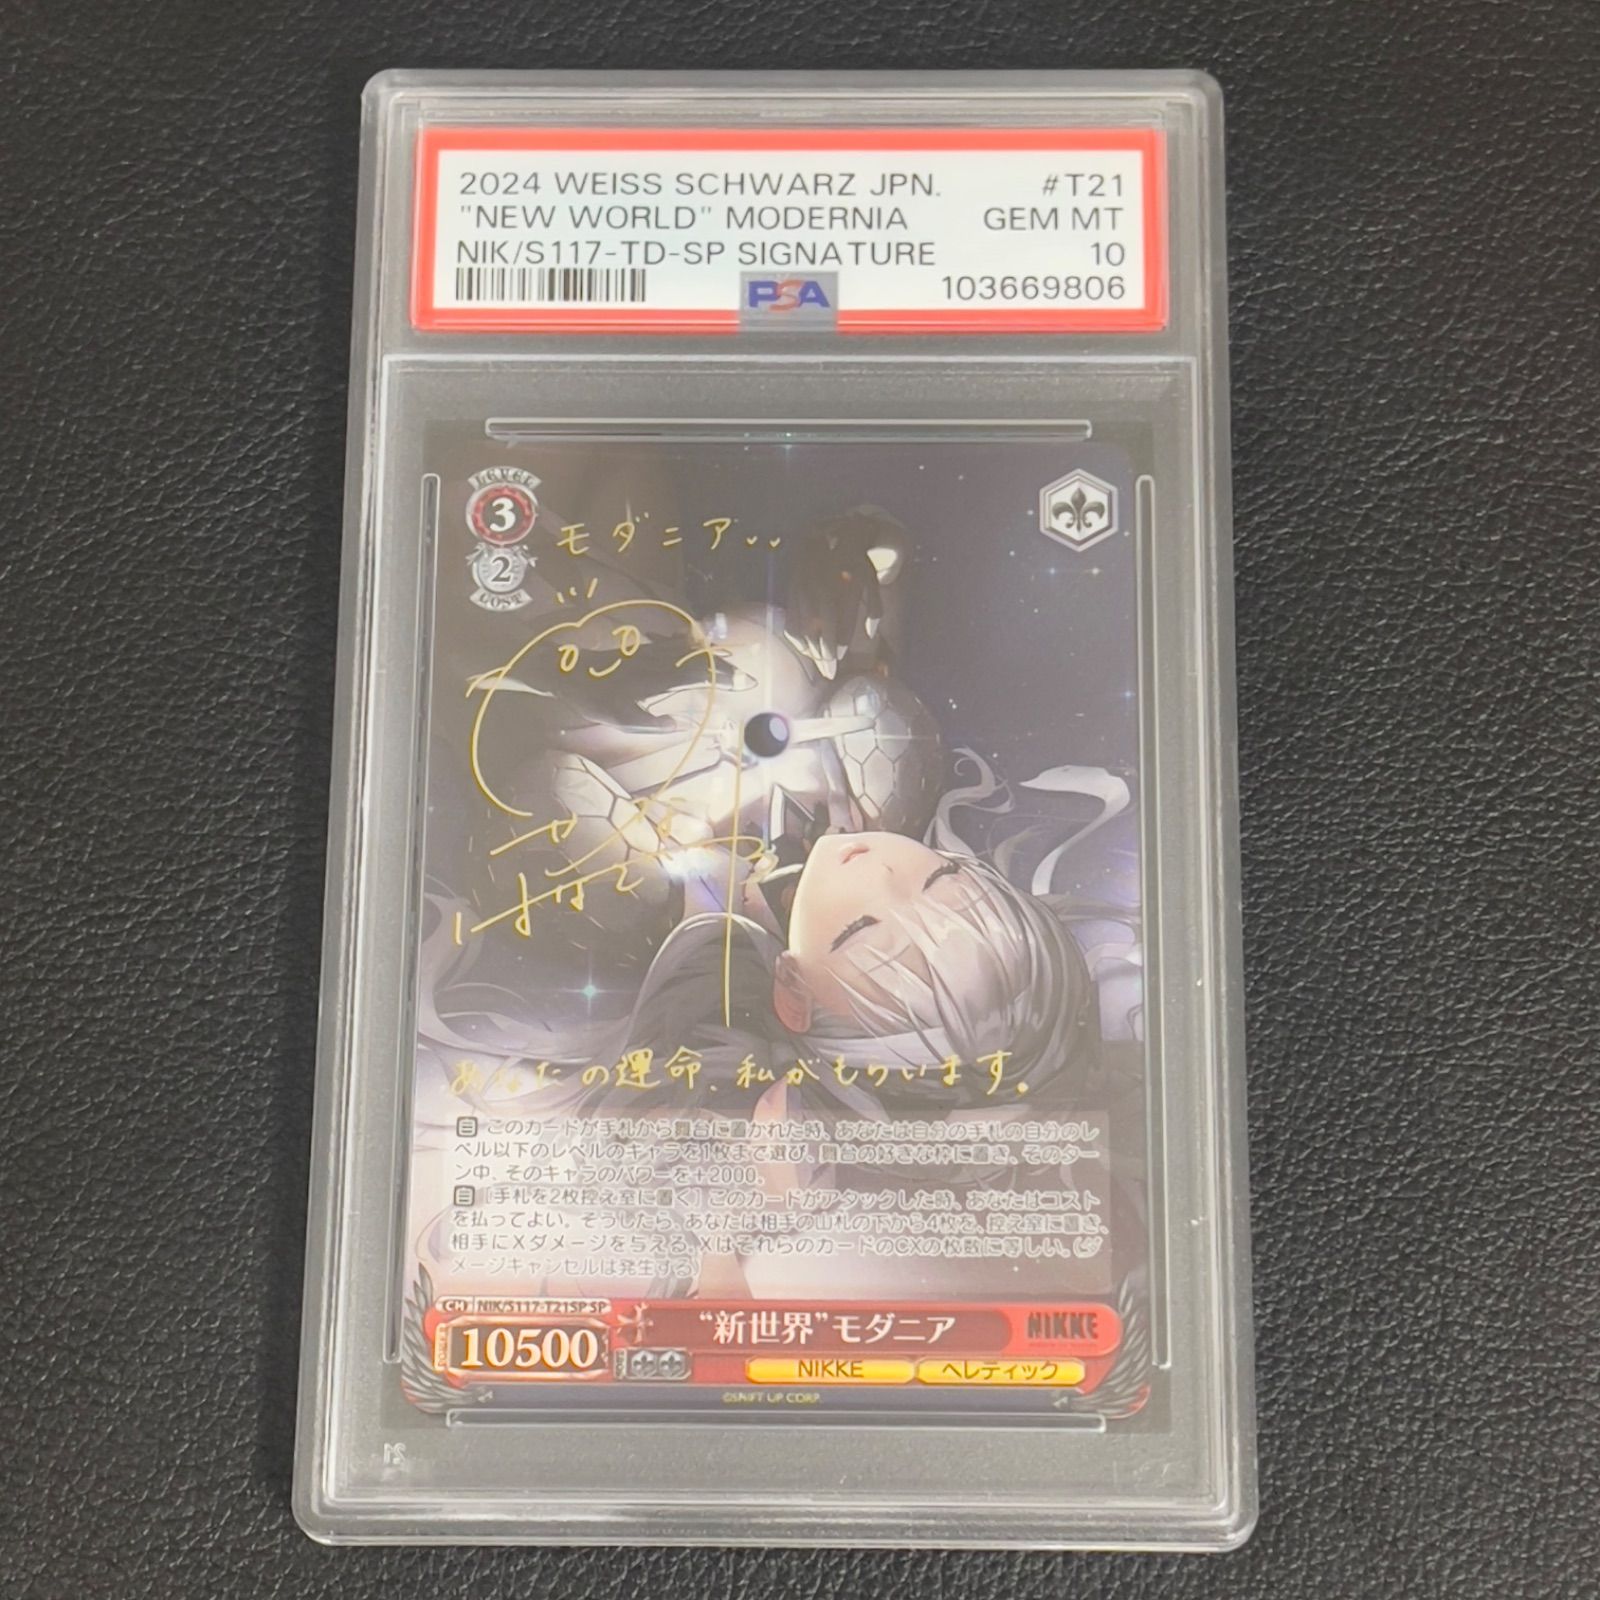 2024 WEISS SCHWARZ JPN. #T21
"NEW WORLD" MODERNIA GEM MT
NIK/S117-TD-SP SIGNATURE 10
PSA 103669806
LEVEL
3
2
COST
モダニア
あなたの運命、私がもらいます。
このカードが手札から舞台に置かれた時、あなたは自分の手札の自分のレ
ベル以下のレベルのキャラを1枚まで選び、舞台の好きな枠に置き、そのター
ン中、そのキャラのパワーを+2000。
[手札を2枚控え室に置く] このカードがアタックした時、あなたはコスト
を払ってよい。そうしたら、あなたは相手の山札の下から4枚を、控え室に置き、
相手にXダメージを与える。Xはそれらのカードの CXの枚数に等しい。(ダ
メージキャンセルは発生する)
CH NIK/S117-T21SP SP
10500
"新世界"モダニア
NIKKE
NIKKE ヘレティック
©SHIFT UP CORP.
21